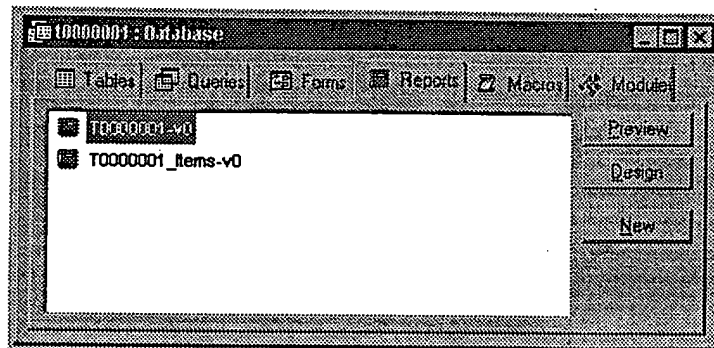 t0000001 : Database
Tables Queries Forms Reports Macros Modules
T0000001-v0
T0000001_Items-v0
Preview
Design
New